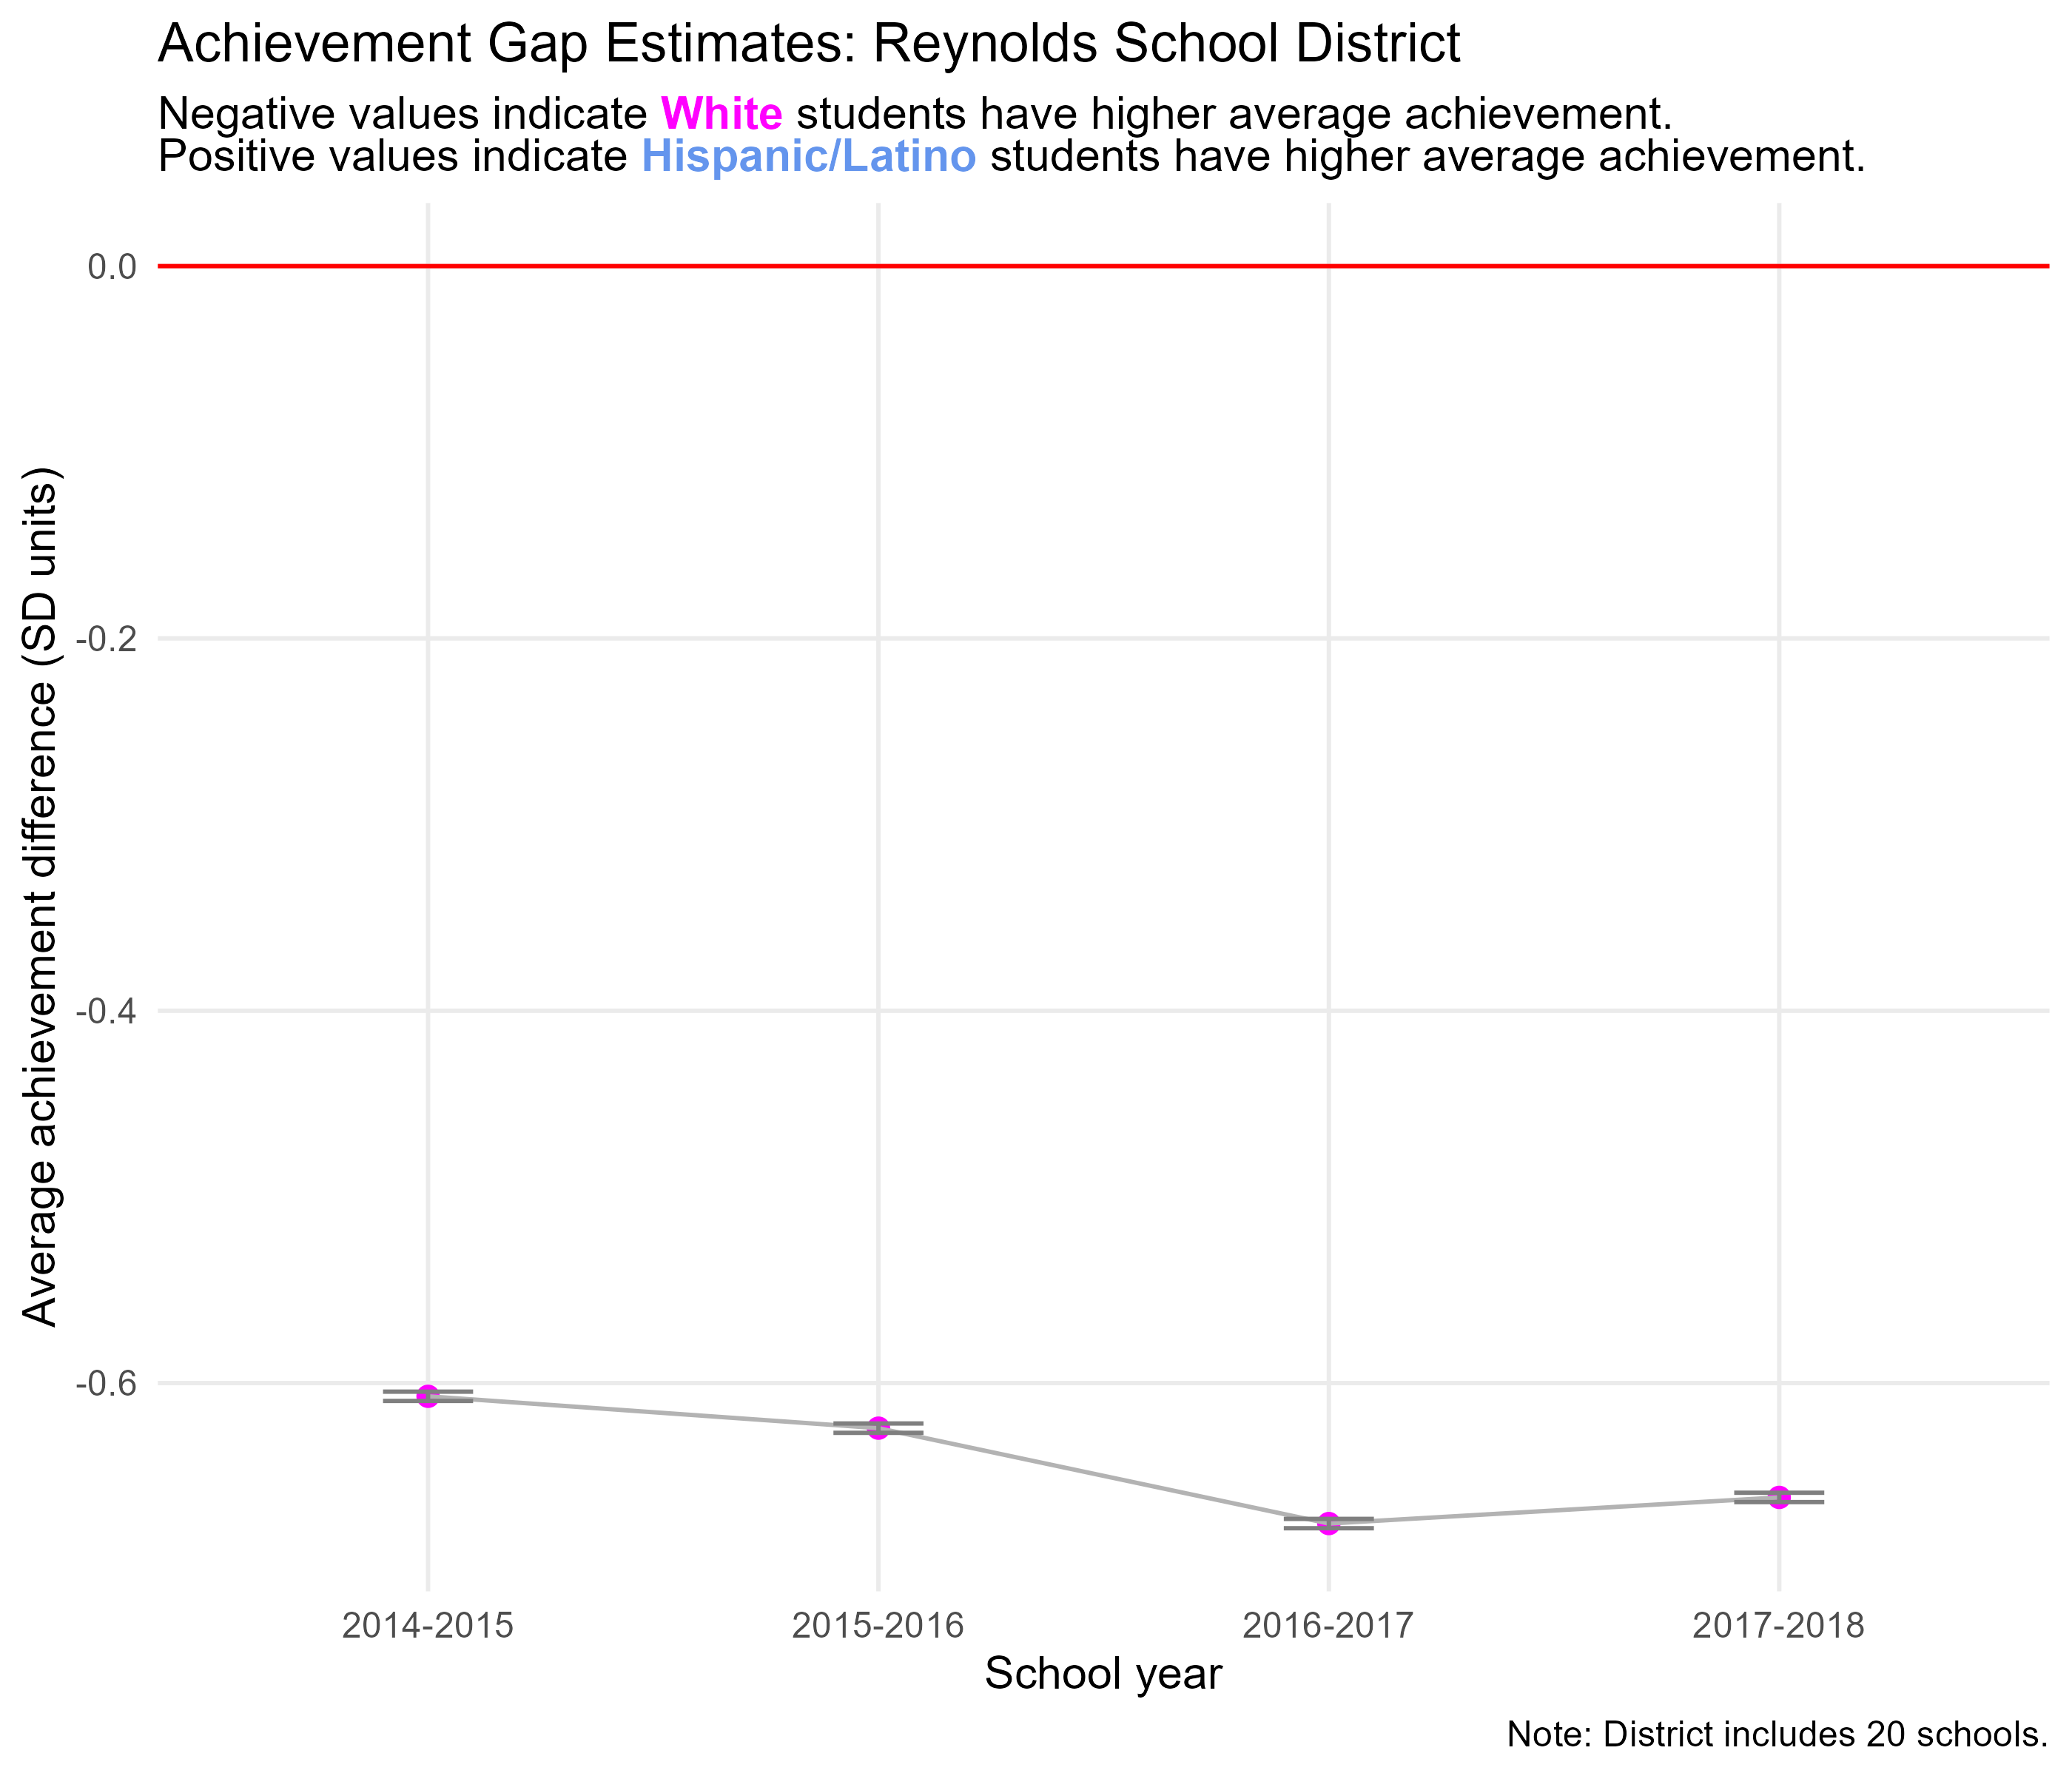 Achievement Gap Estimates: Reynolds School District
Negative values indicate White students have higher average achievement.
Positive values indicate Hispanic/Latino students have higher average achievement.
Average achievement difference (SD units)
0.0
-0.2
-0.4
-0.6
2014-2015
2015-2016
2016-2017
2017-2018
School year
Note: District includes 20 schools.